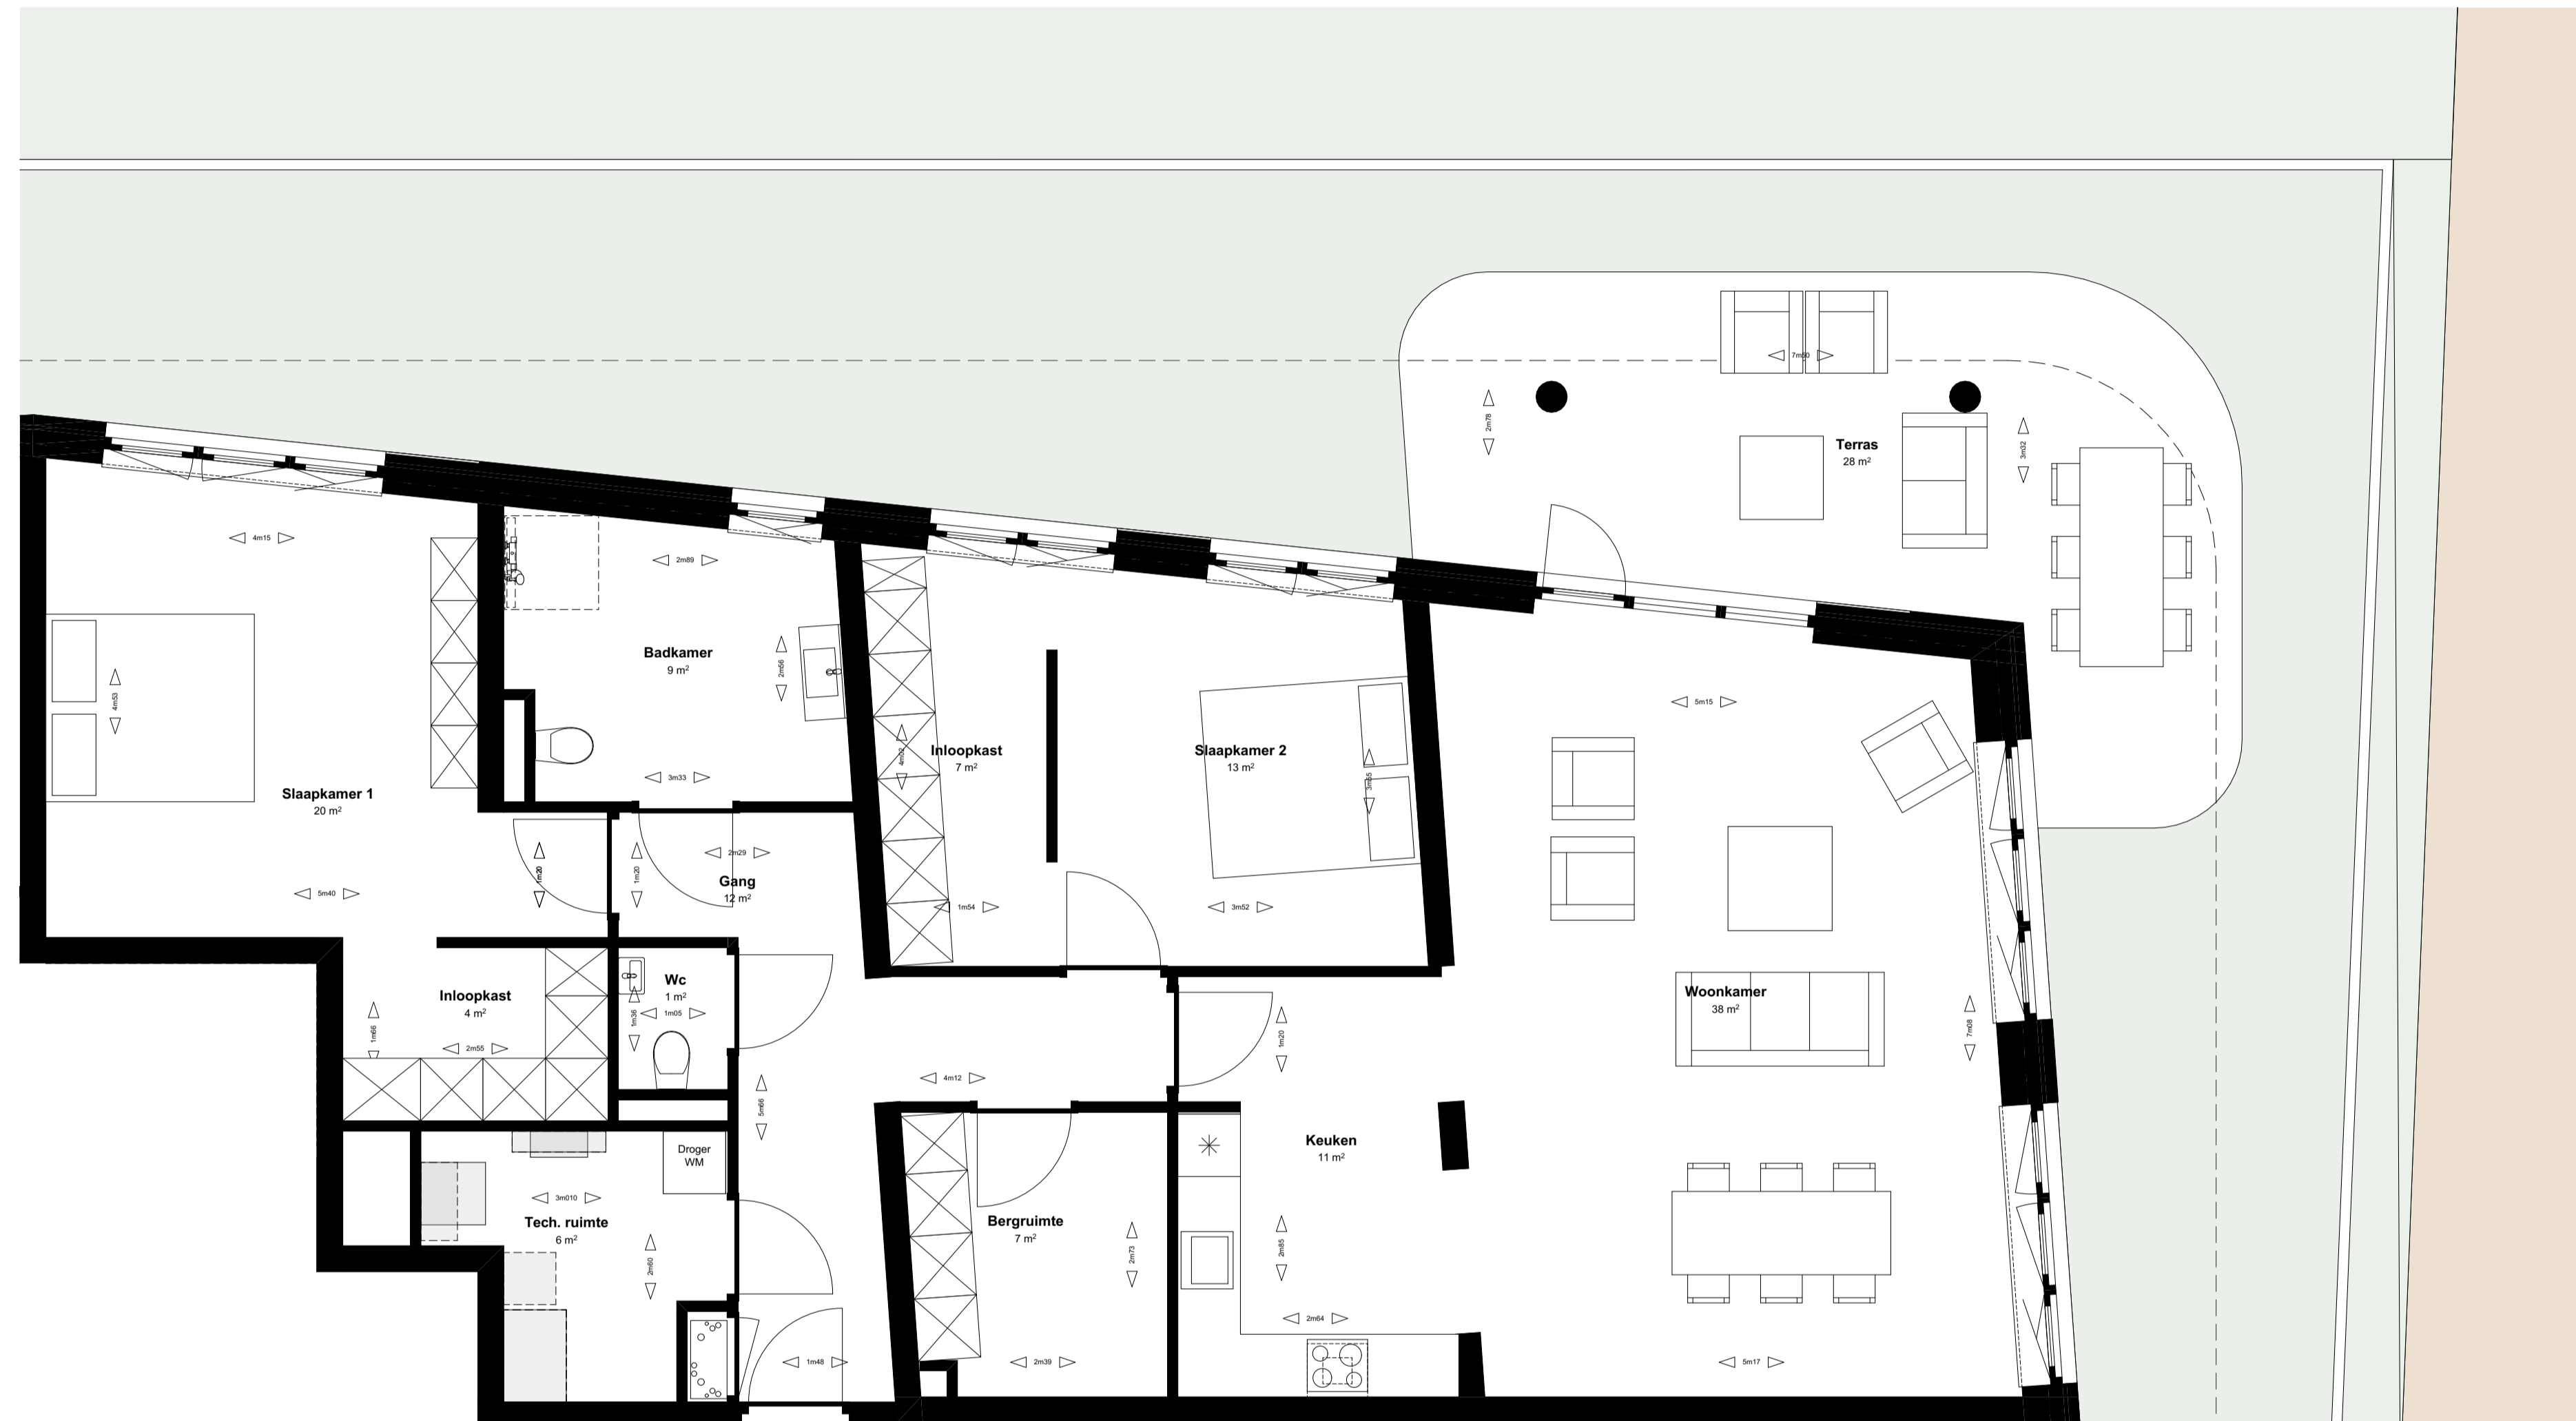 7m60
2m78
Terras
28 m²
3m32
4m15
2m89
Badkamer
9 m²
2m56
4m53
Slaapkamer 1
20 m²
3m33
Inloopkast
7 m²
Slaapkamer 2
13 m²
5m15
5m40
1m20
1m20
2m29
Gang
12 m²
1m54
3m52
Inloopkast
4 m²
1m66
2m55
Wc
1 m²
1m36
1m05
1m20
Woonkamer
38 m²
7m08
4m12
5m66
Droger
WM
3m010
Tech. ruimte
6 m²
2m60
Bergruimte
7 m²
2m73
Keuken
11 m²
2m85
2m64
1m48
2m39
5m17